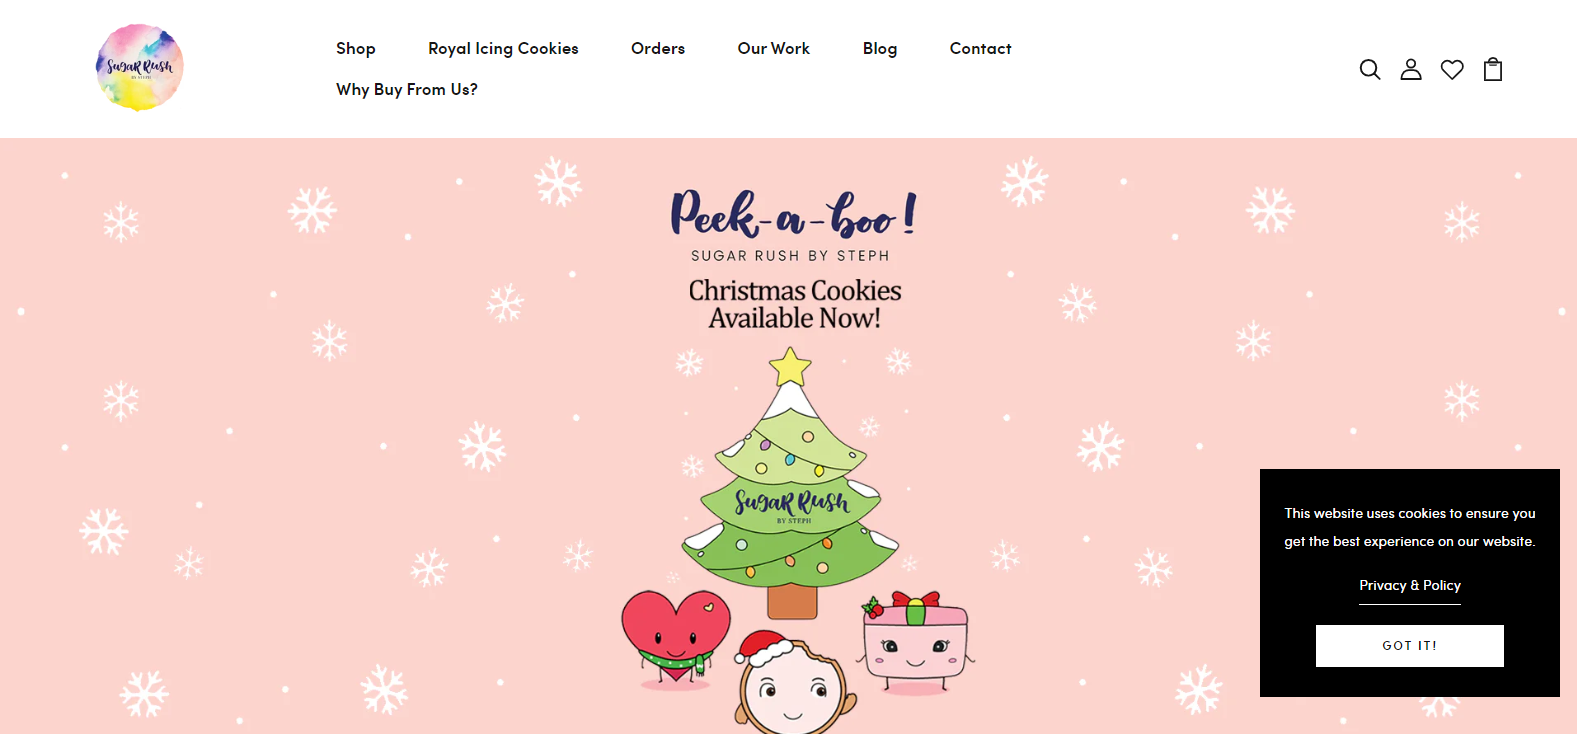 Sugar Rush
BY STEPH
Shop
Royal Icing Cookies
Orders
Our Work
Blog
Contact
Why Buy From Us?
Peek-a-boo!
SUGAR RUSH BY STEPH
Christmas Cookies
Available Now!
Sugar Rush
BY STEPH
This website uses cookies to ensure you
get the best experience on our website.
Privacy & Policy
GOT IT!